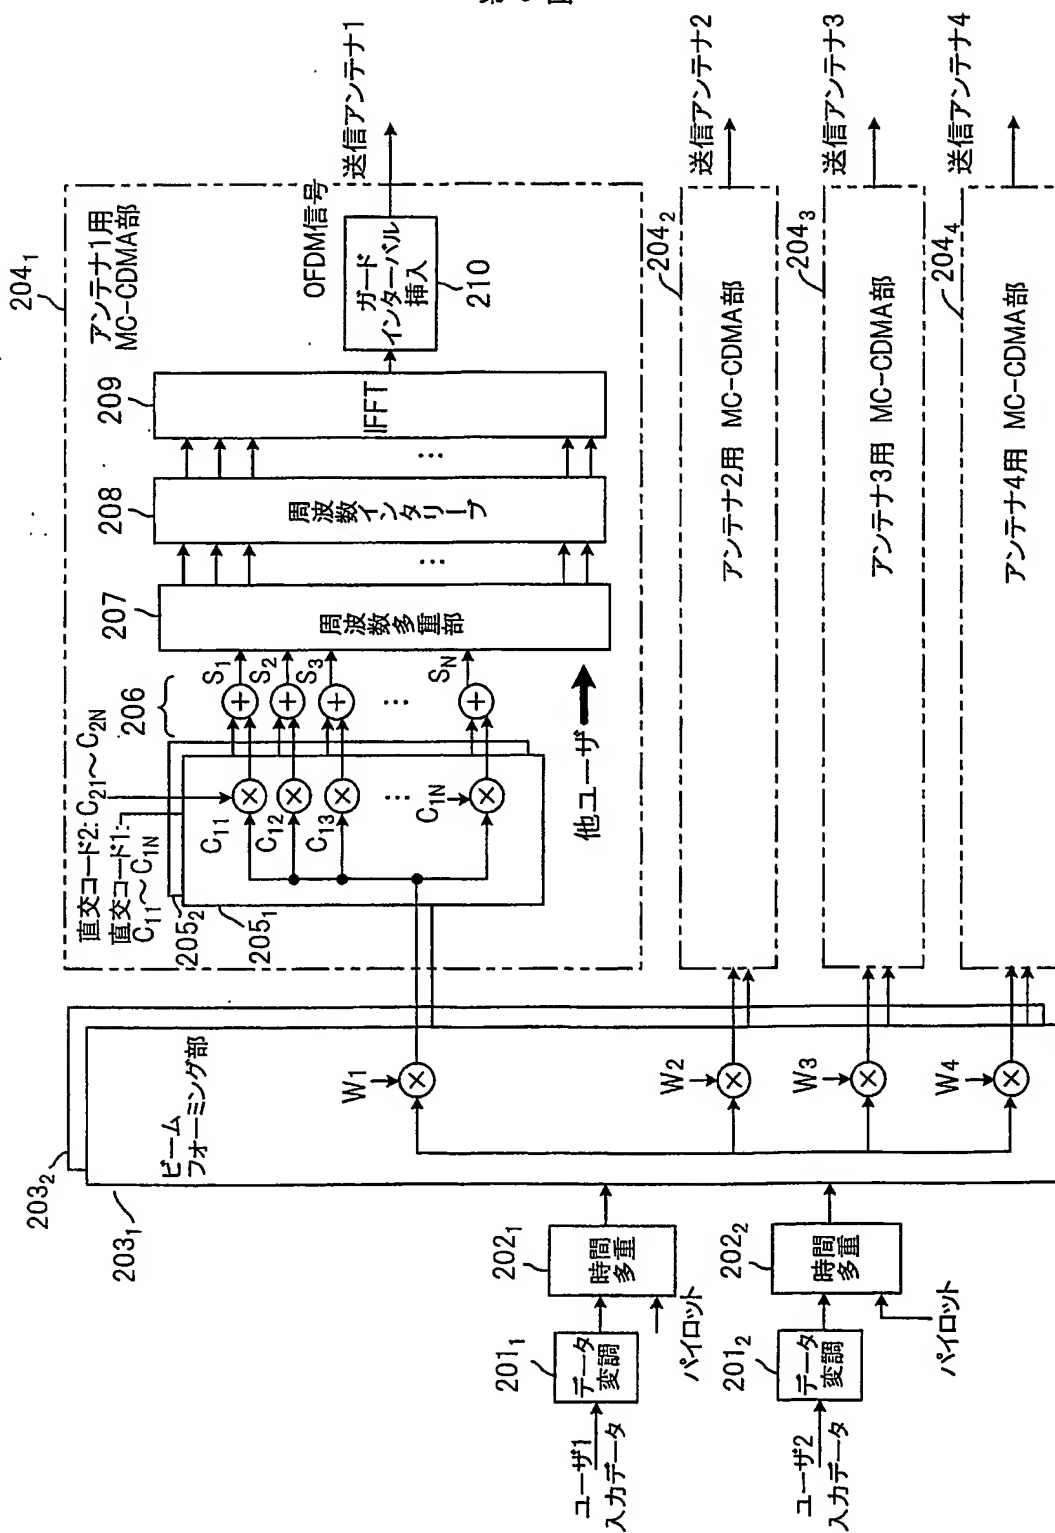 ユーザ1
入力データ
201₁
データ
変調
パイロット
202₁
時間
多重
ユーザ2
入力データ
201₂
データ
変調
パイロット
202₂
時間
多重
203₂
203₁
ビーム
フォーミング部
W₁
W₂
W₃
W₄
204₁
アンテナ1用
MC-CDMA部
直交コード2: C₂₁～C₂N
直交コード1:
C₁₁～C₁N
205₂
205₁
C₁₁
C₁₂
C₁₃
…
C₁N
206
S₁
S₂
S₃
…
SN
他ユーザ
207
周波数多重部
…
208
周波数インタリーブ
…
209
IFFT
ガード
インターバル
挿入
210
OFDM信号
送信アンテナ1
204₂
アンテナ2用 MC-CDMA部
送信アンテナ2
204₃
アンテナ3用 MC-CDMA部
送信アンテナ3
204₄
アンテナ4用 MC-CDMA部
送信アンテナ4